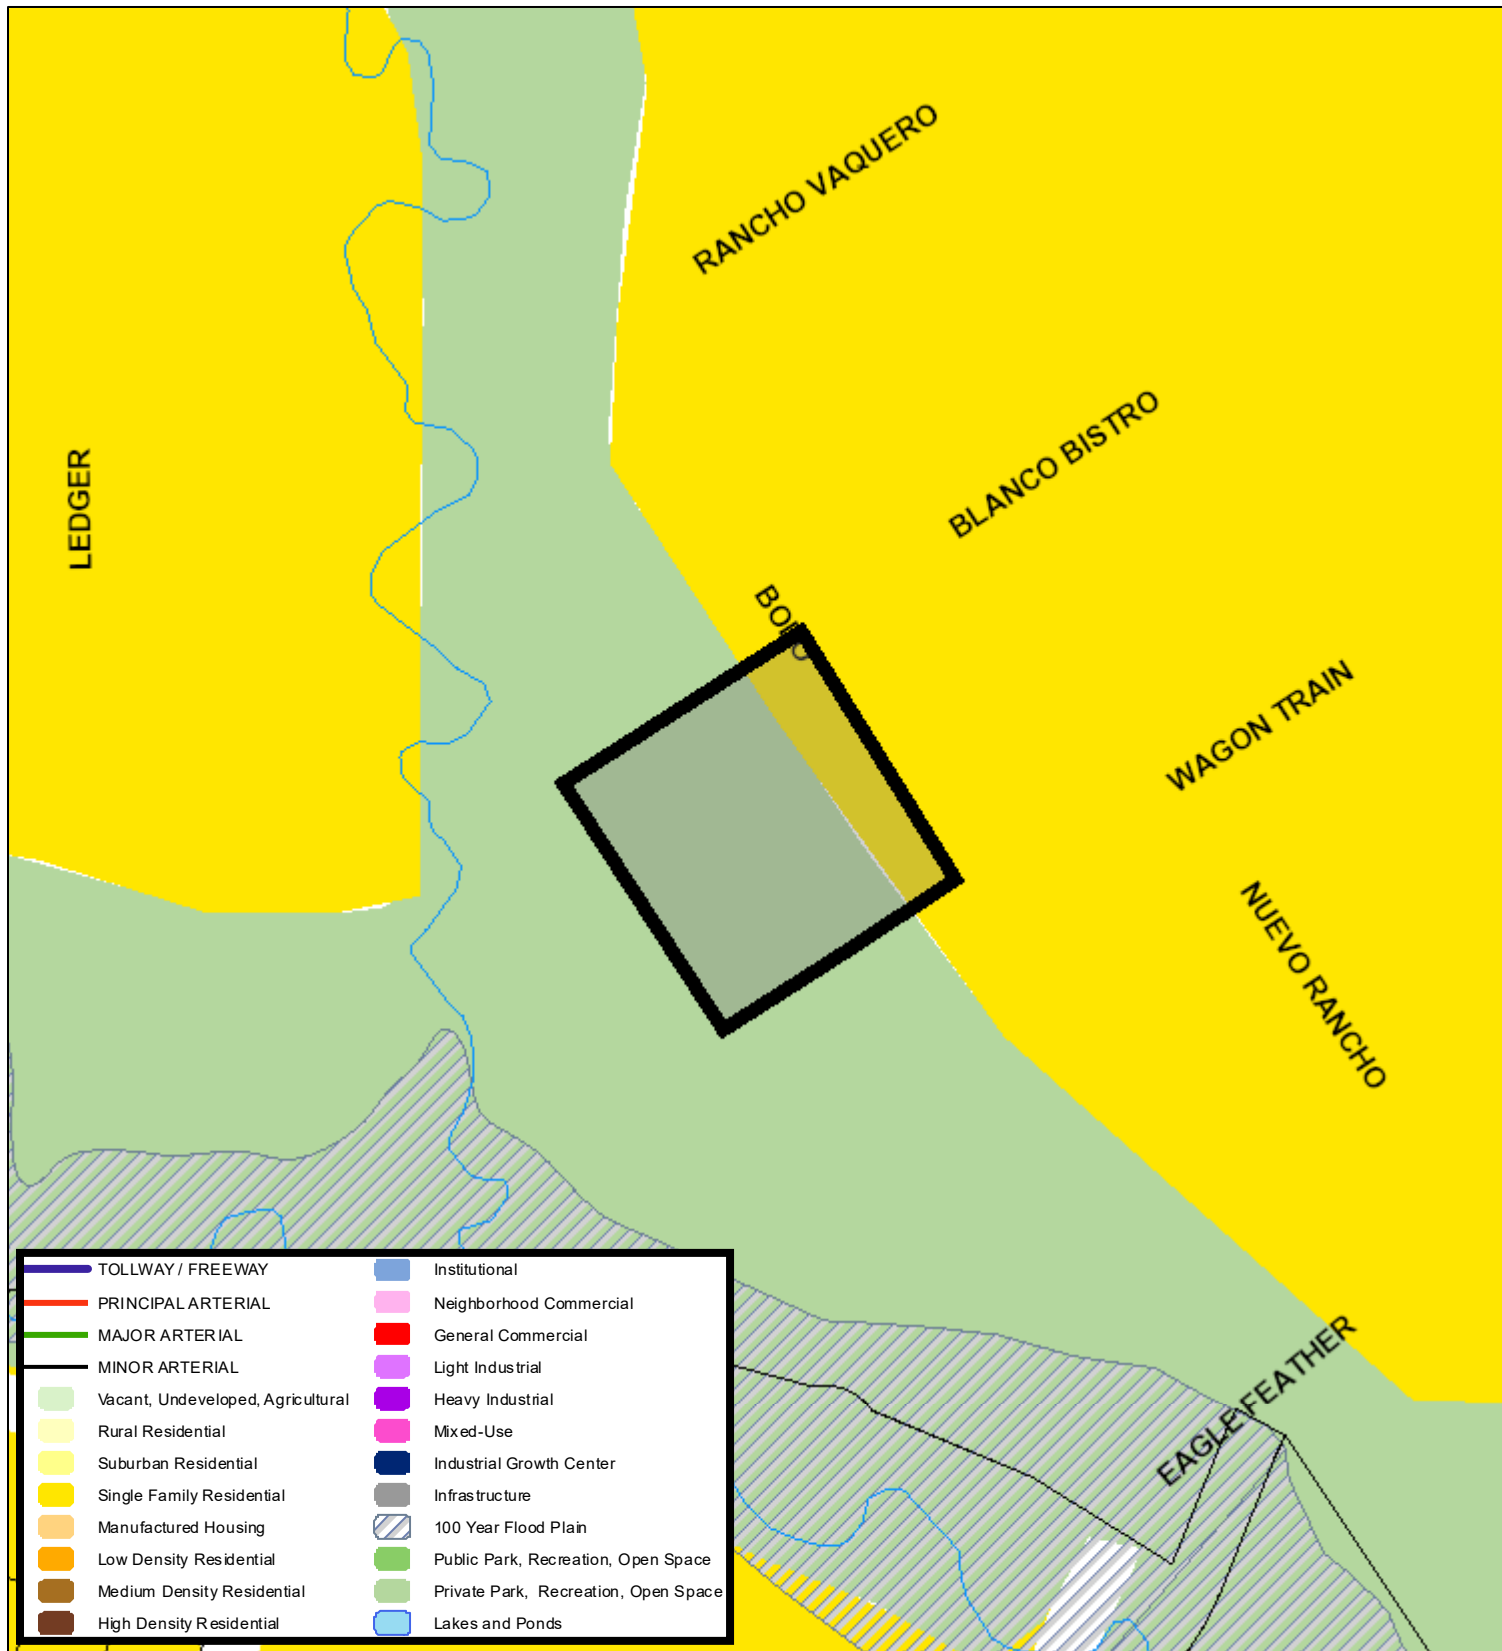 RANCHO VAQUERO
BLANCO BISTRO
LEDGER
WAGON TRAIN
NUEVO RANCHO
EAGLE FEATHER
TOLLWAY / FREEWAY
PRINCIPAL ARTERIAL
MAJOR ARTERIAL
MINOR ARTERIAL
Vacant, Undeveloped, Agricultural
Rural Residential
Suburban Residential
Single Family Residential
Manufactured Housing
Low Density Residential
Medium Density Residential
High Density Residential
Institutional
Neighborhood Commercial
General Commercial
Light Industrial
Heavy Industrial
Mixed-Use
Industrial Growth Center
Infrastructure
100 Year Flood Plain
Public Park, Recreation, Open Space
Private Park, Recreation, Open Space
Lakes and Ponds